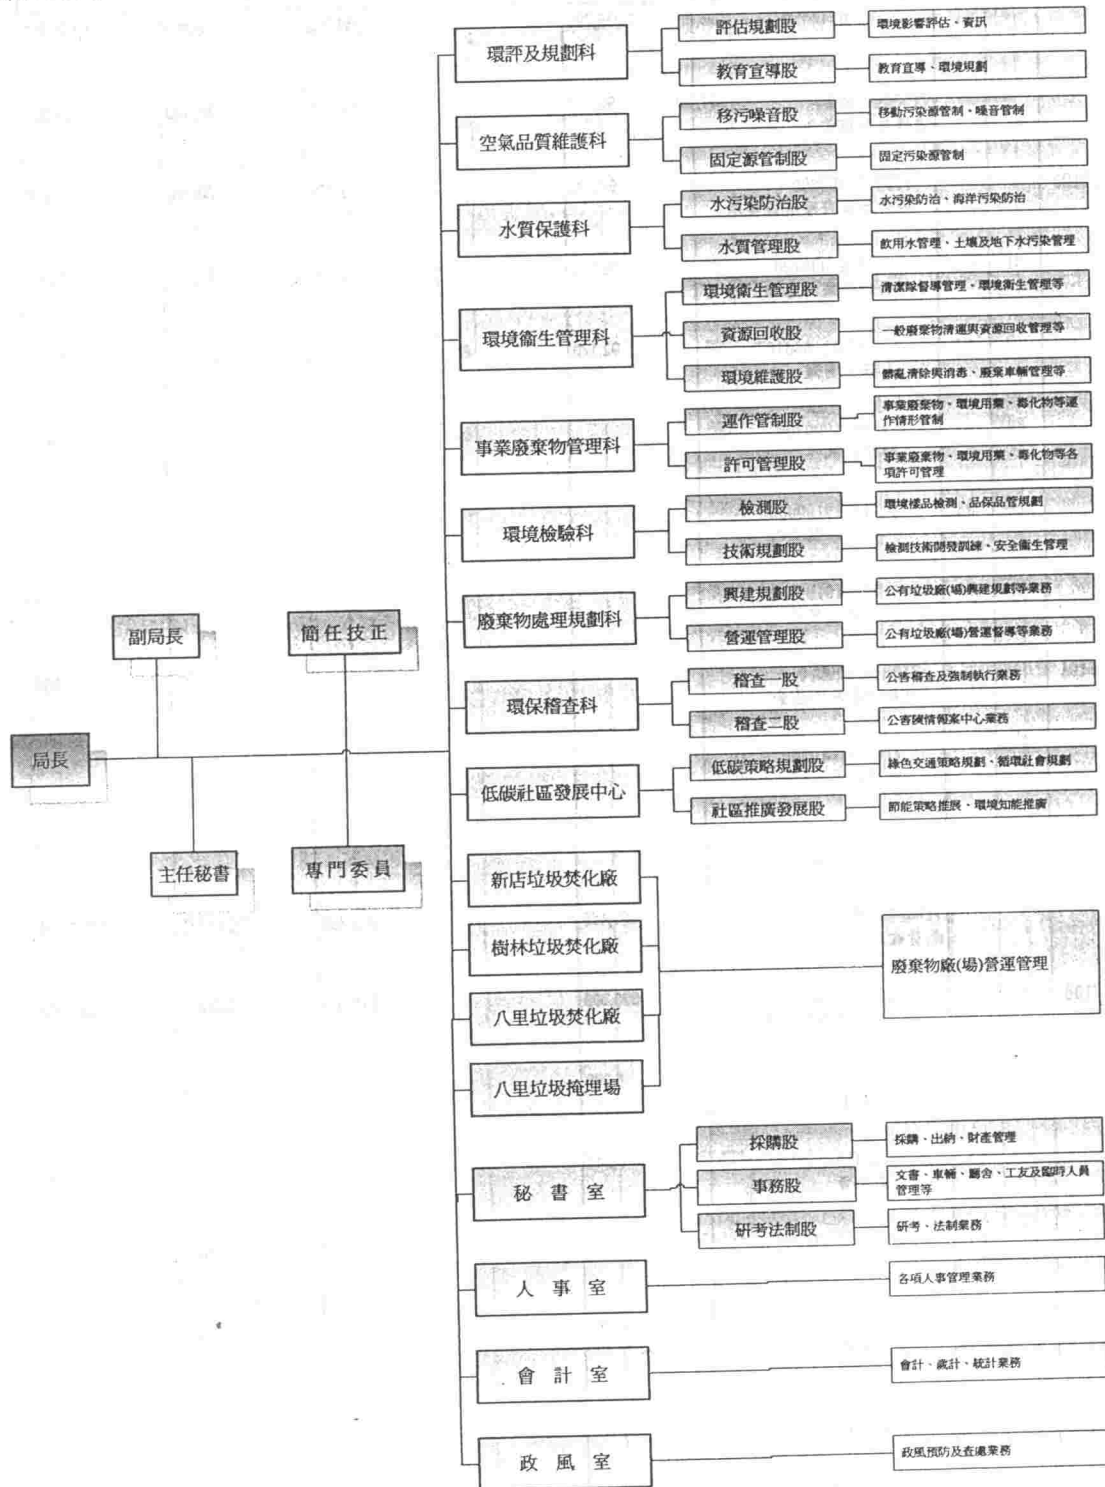 環評及規劃科
評估規劃股
環境影響評估、資訊
教育宣導股
教育宣導、環境規劃
空氣品質維護科
移污噪音股
移動污染源管制、噪音管制
固定源管制股
固定污染源管制
水質保護科
水污染防治股
水污染防治、海洋污染防治
水質管理股
飲用水管理、土壤及地下水污染管理
環境衞生管理科
環境衞生管理股
清潔隊督導管理、環境衞生管理等
資源回收股
一般廢棄物清運與資源回收管理等
環境維護股
髒亂清除與消毒、廢棄車輛管理等
事業廢棄物管理科
運作管制股
事業廢棄物、環境用藥、毒化物等運
作情形管制
許可管理股
事業廢棄物、環境用藥、毒化物等各
項許可管理
環境檢驗科
檢測股
環境樣品檢測、品保品管規劃
技術規劃股
檢測技術開發訓練、安全衞生管理
廢棄物處理規劃科
興建規劃股
公有垃圾廠(場)興建規劃等業務
營運管理股
公有垃圾廠(場)營運督導等業務
環保稽查科
稽查一股
公害稽查及強制執行業務
稽查二股
公害陳情報案中心業務
副局長
簡任技正
局長
主任秘書
專門委員
低碳社區發展中心
低碳策略規劃股
綠色交通策略規劃、循環社會規劃
社區推廣發展股
節能策略推展、環境知能推廣
新店垃圾焚化廠
樹林垃圾焚化廠
八里垃圾焚化廠
八里垃圾掩埋場
廢棄物廠(場)營運管理
秘書室
採購股
採購、出納、財產管理
事務股
文書、車輛、廳舍、工友及臨時人員
管理等
研考法制股
研考、法制業務
人事室
各項人事管理業務
會計室
會計、歲計、統計業務
政風室
政風預防及查處業務